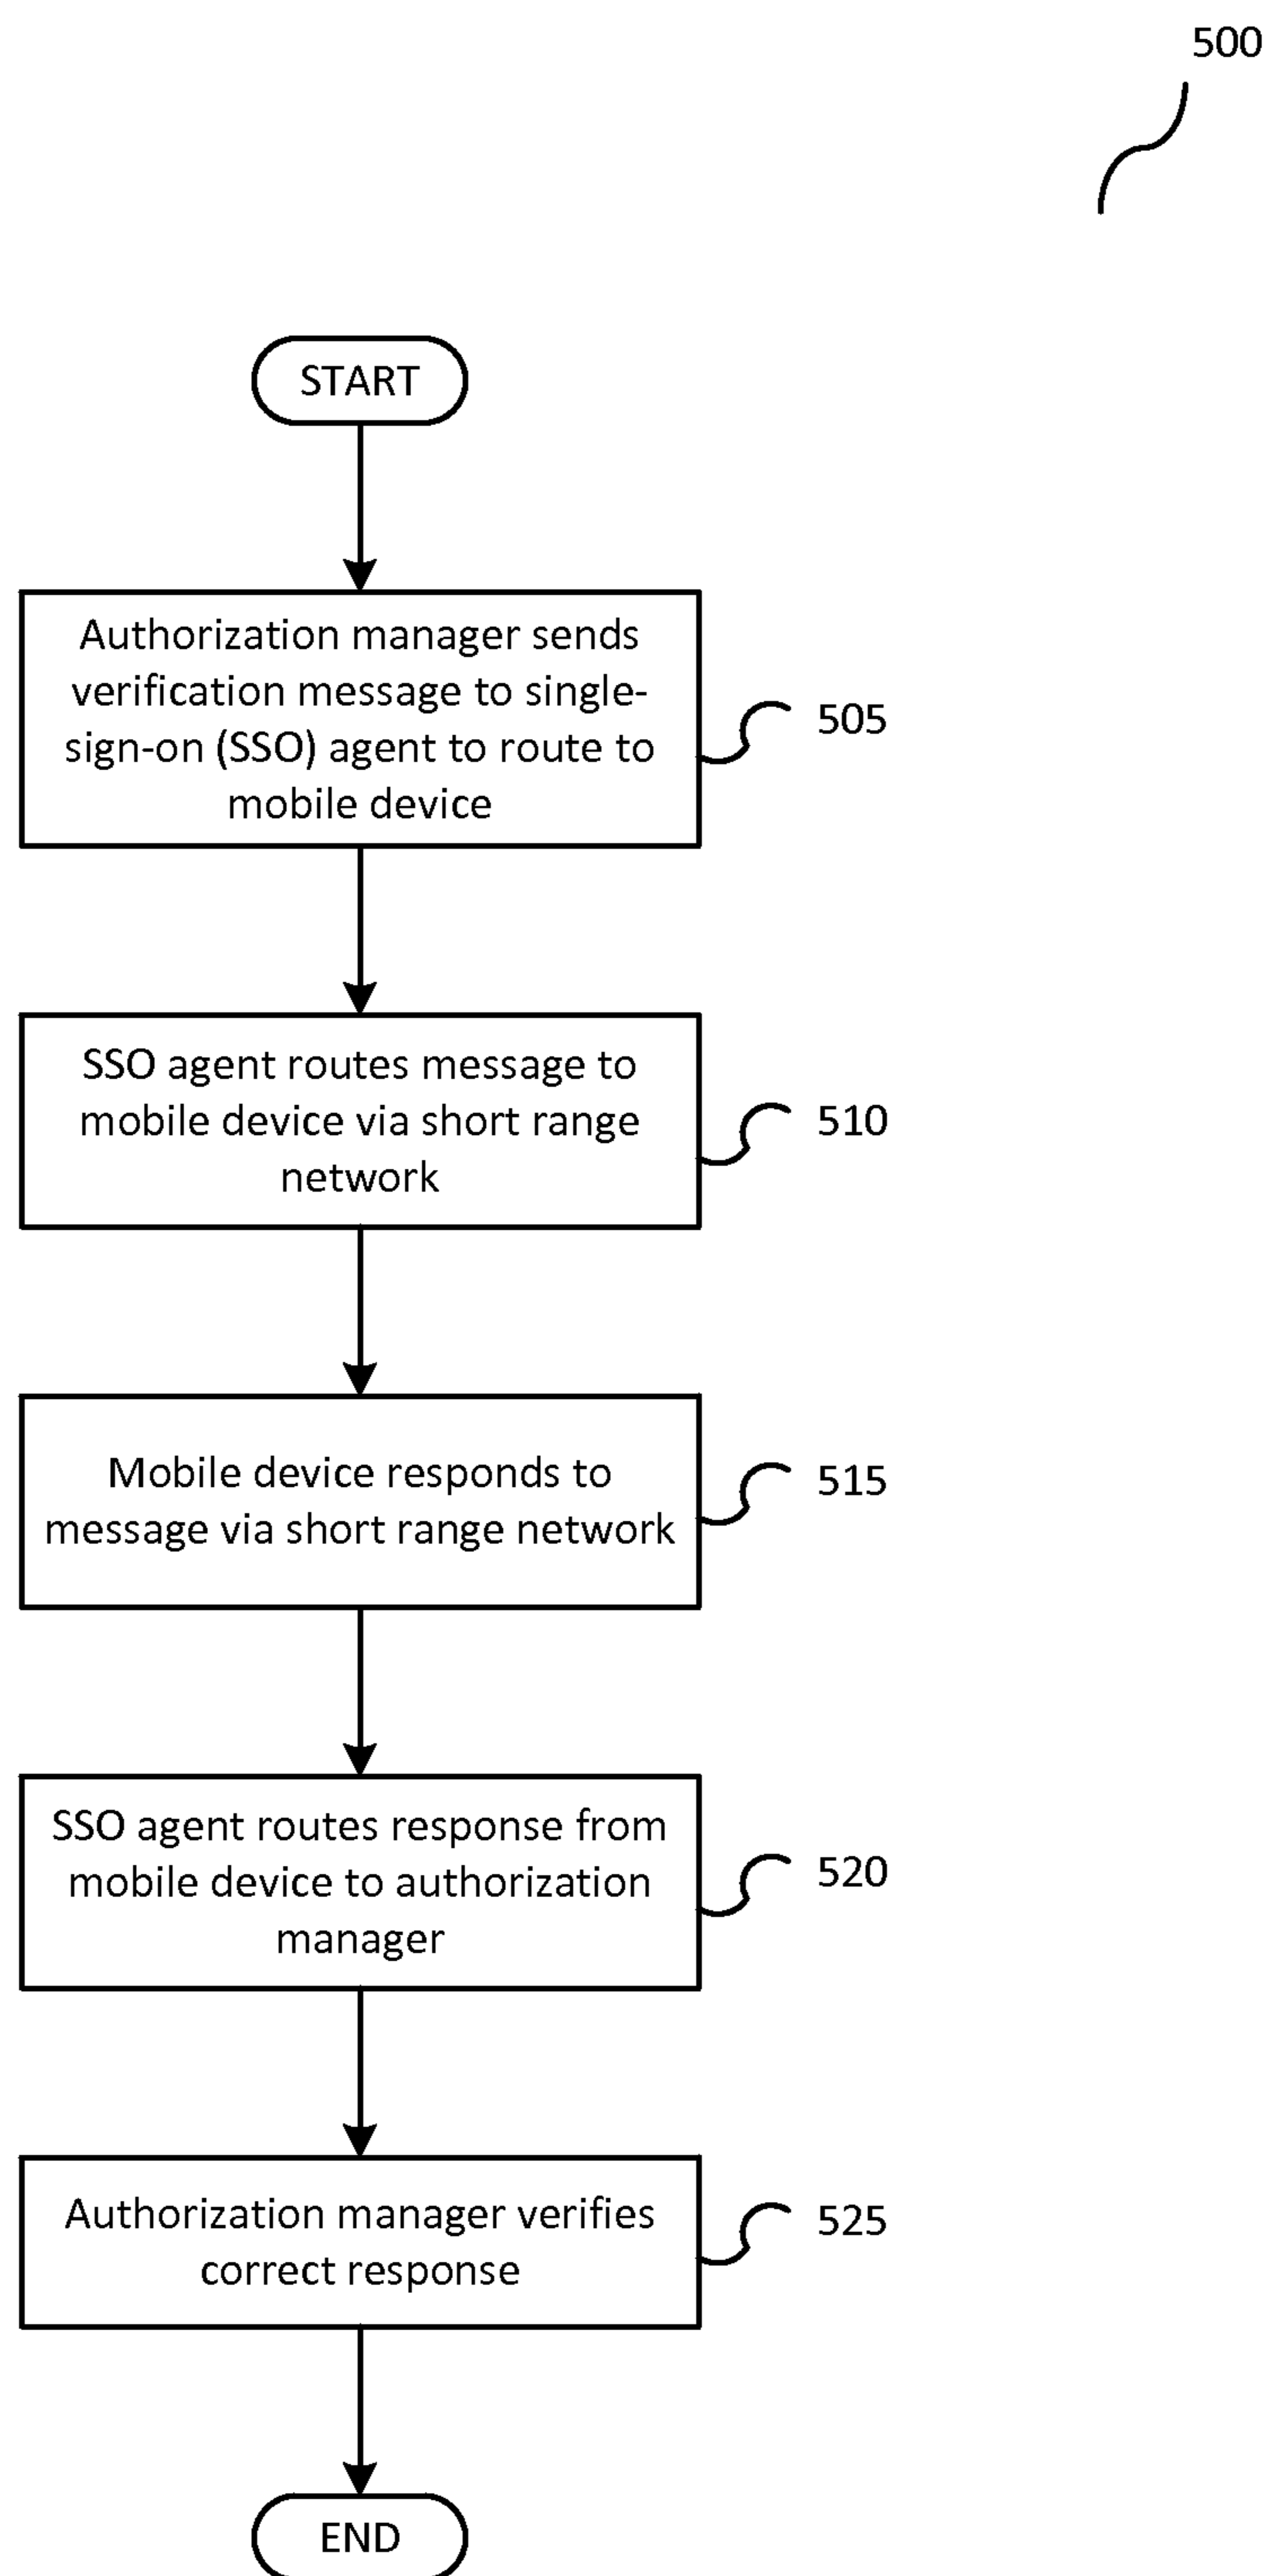 500
START
Authorization manager sends
verification message to single-
sign-on (SSO) agent to route to
mobile device
505
SSO agent routes message to
mobile device via short range
network
510
Mobile device responds to
message via short range network
515
SSO agent routes response from
mobile device to authorization
manager
520
Authorization manager verifies
correct response
525
END